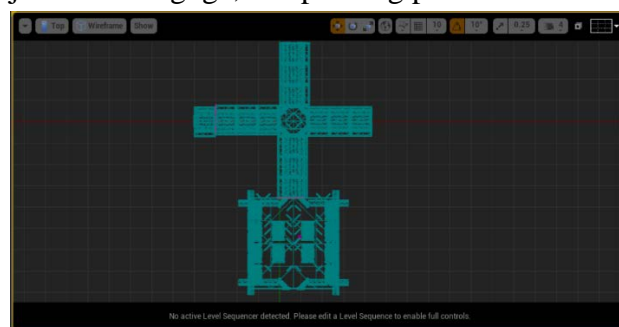 Top Wireframe Show 10 10° 0.25 4
No active Level Sequencer detected. Please edit a Level Sequence to enable full controls.